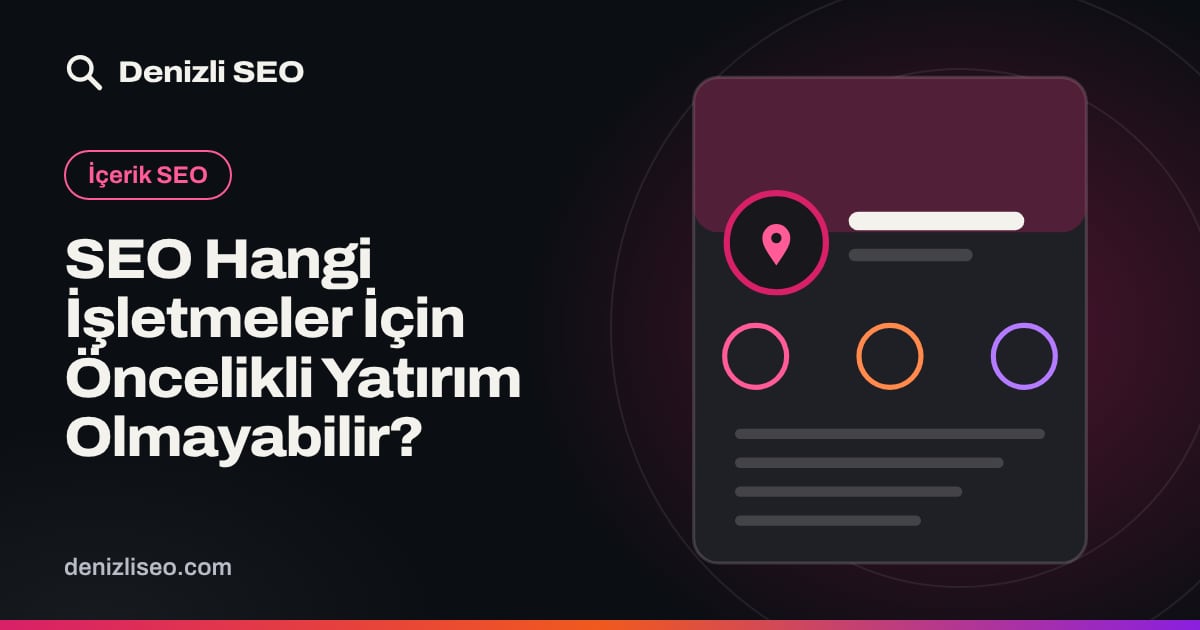 Denizli SEO
İçerik SEO
SEO Hangi
İşletmeler İçin
Öncelikli Yatırım
Olmayabilir?
denizliseo.com